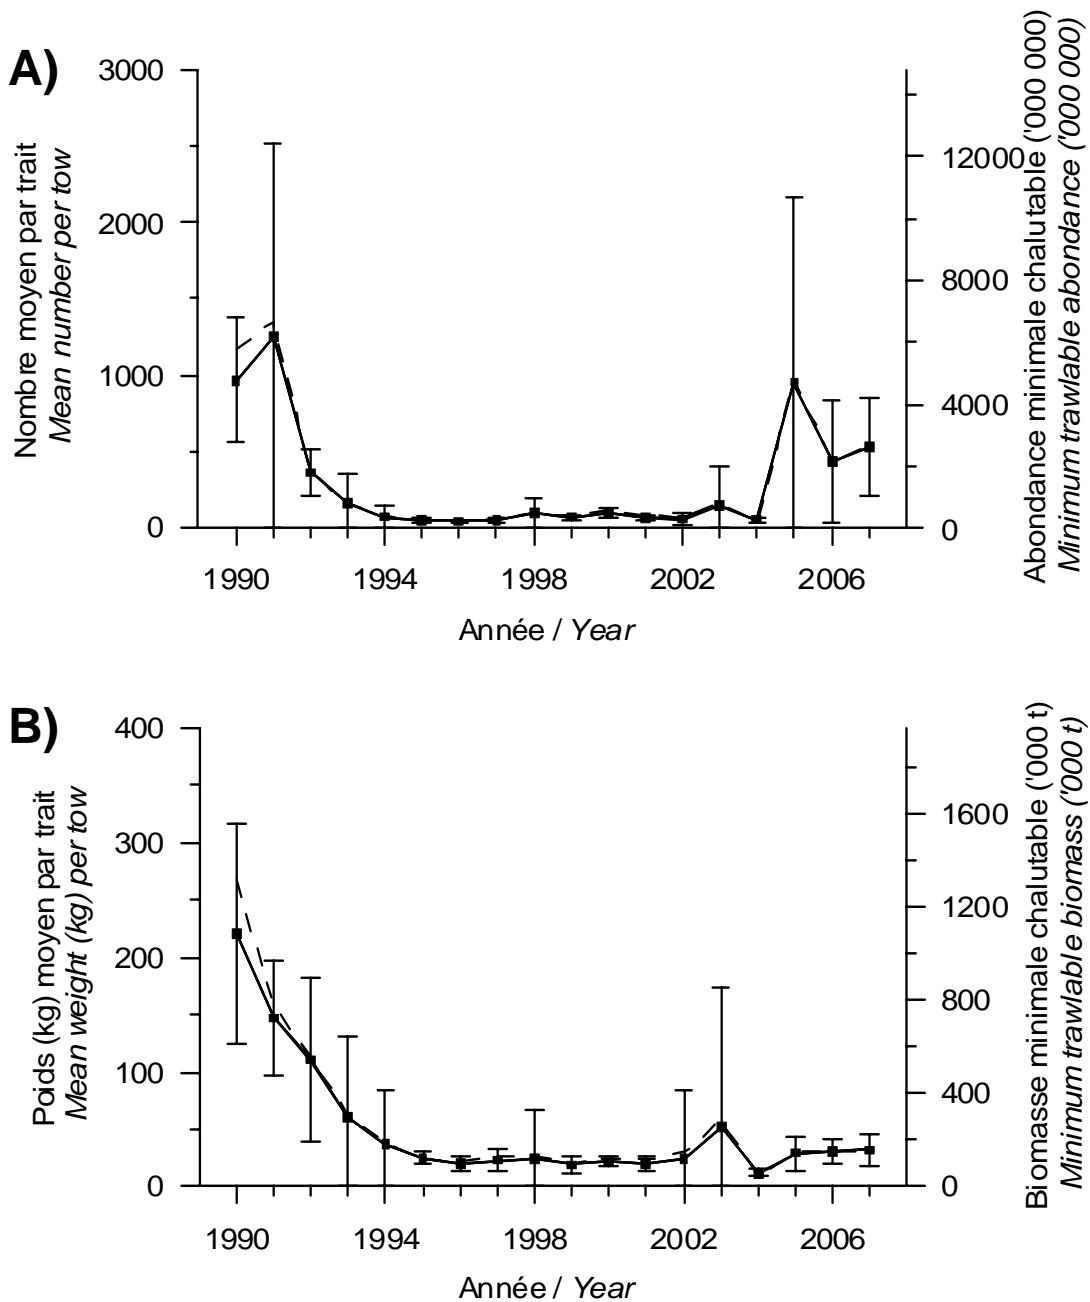 A)
Nombre moyen par trait
Mean number per tow
3000
2000
1000
0
12000
8000
4000
0
Abondance minimale chalutable ('000 000)
Minimum trawlable abondance ('000 000)
1990 1994 1998 2002 2006
Année / Year
B)
Poids (kg) moyen par trait
Mean weight (kg) per tow
400
300
200
100
0
1600
1200
800
400
0
Biomasse minimale chalutable ('000 t)
Minimum trawlable biomass ('000 t)
1990 1994 1998 2002 2006
Année / Year